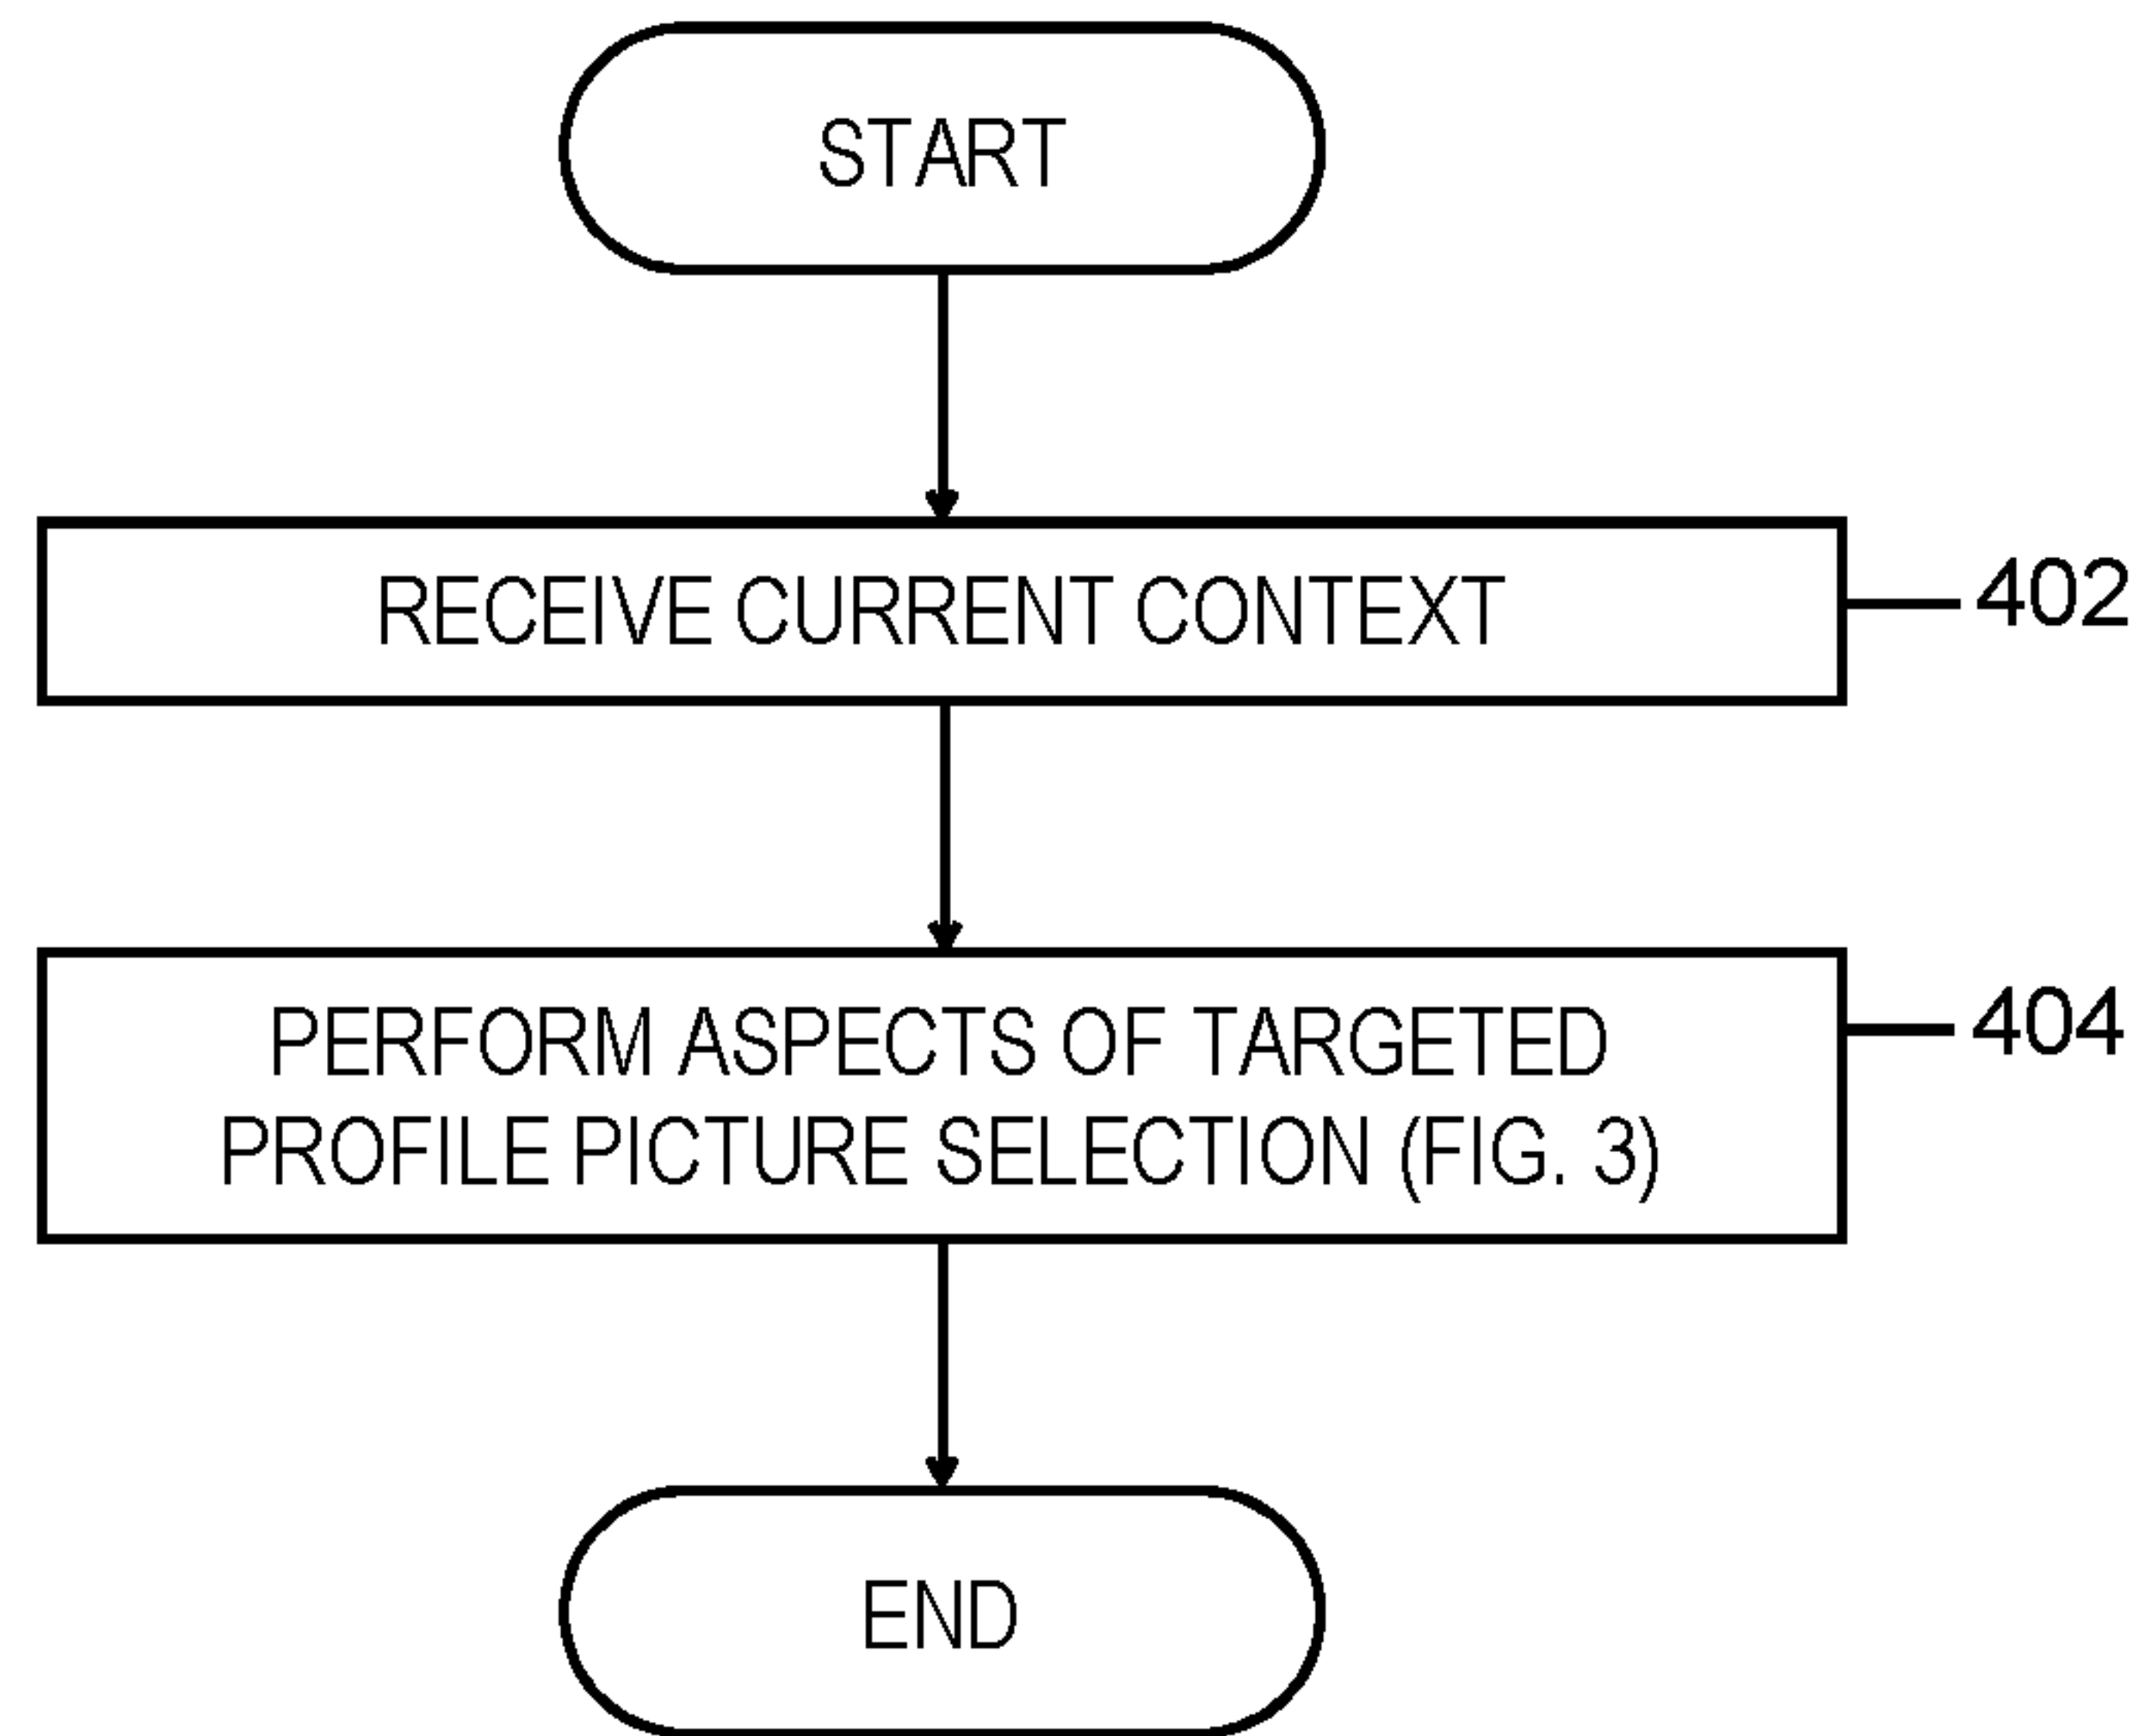 START
RECEIVE CURRENT CONTEXT
402
PERFORM ASPECTS OF TARGETED
PROFILE PICTURE SELECTION (FIG. 3)
404
END